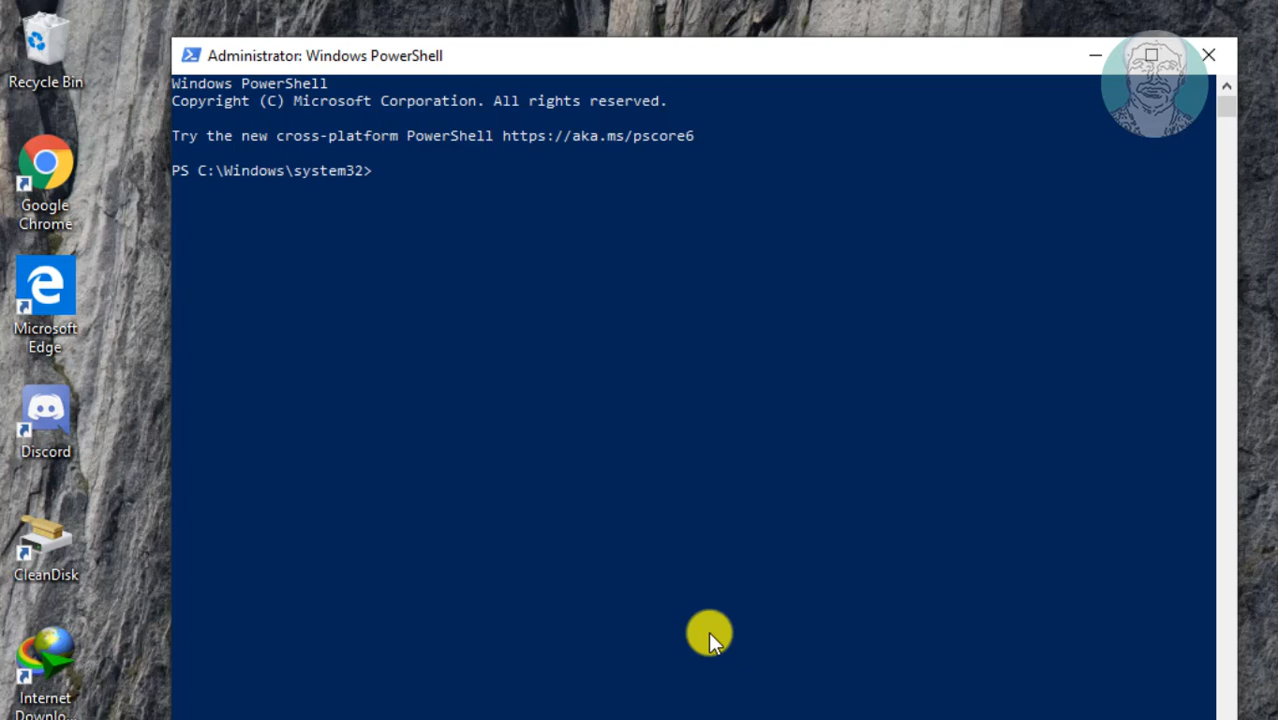 Recycle Bin
Google
Chrome
Microsoft
Edge
Discord
CleanDisk
Internet
Downlo...
Administrator: Windows PowerShell
Windows PowerShell
Copyright (C) Microsoft Corporation. All rights reserved.
Try the new cross-platform PowerShell https://aka.ms/pscore6
PS C:\Windows\system32>